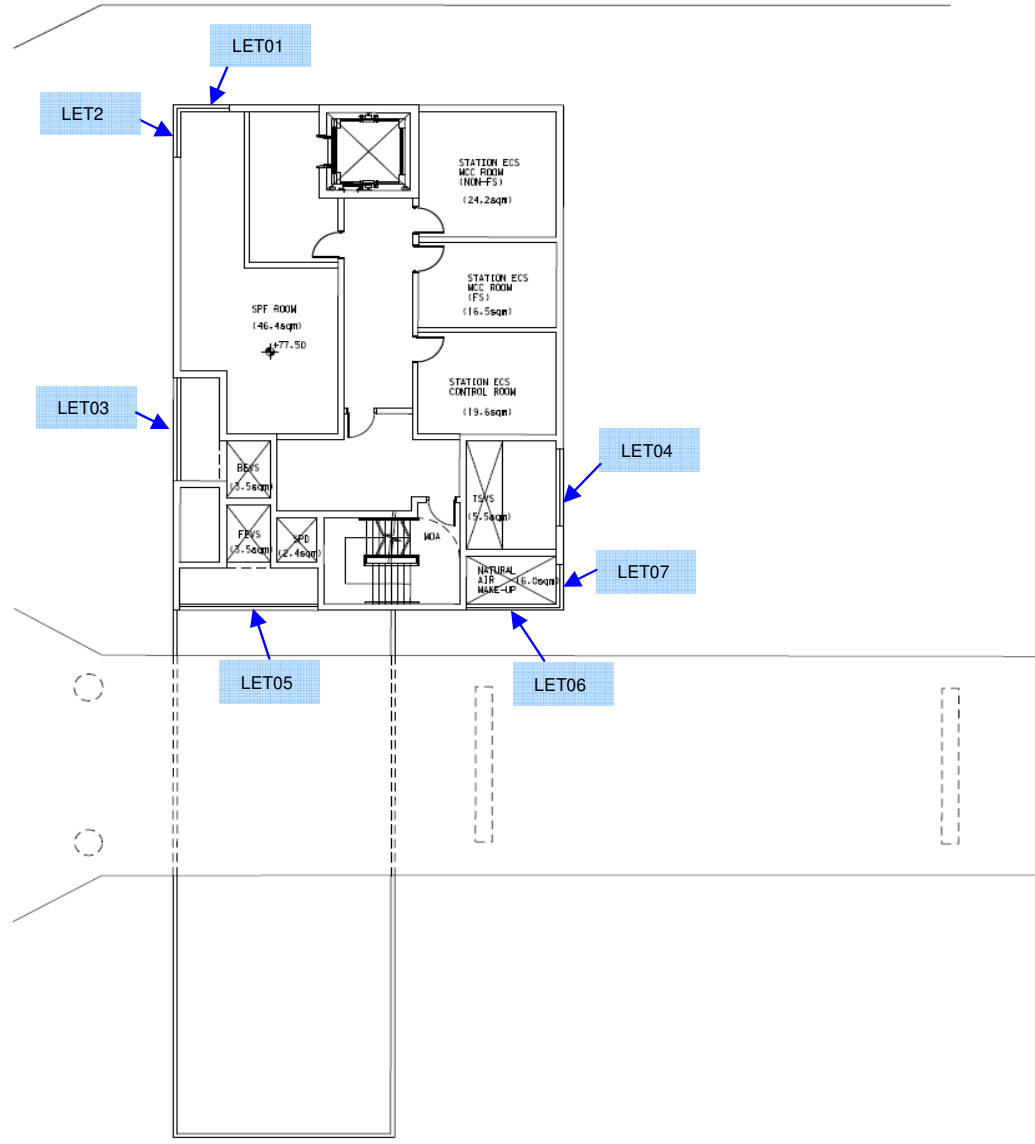 LET01
LET2
STATION ECS
MCC ROOM
(NON-FS)
(24.2sqm)
STATION ECS
MCC ROOM
(FS)
(16.5sqm)
SPF ROOM
(46.4sqm)
+77.50
STATION ECS
CONTROL ROOM
(19.6sqm)
LET03
LET04
BEVS
(3.5sqm)
TSVS
(5.5sqm)
FEVS
(3.5sqm)
SPD
(2.4sqm)
MOA
NATURAL
AIR
MAKE-UP
(6.0sqm)
LET07
LET05
LET06